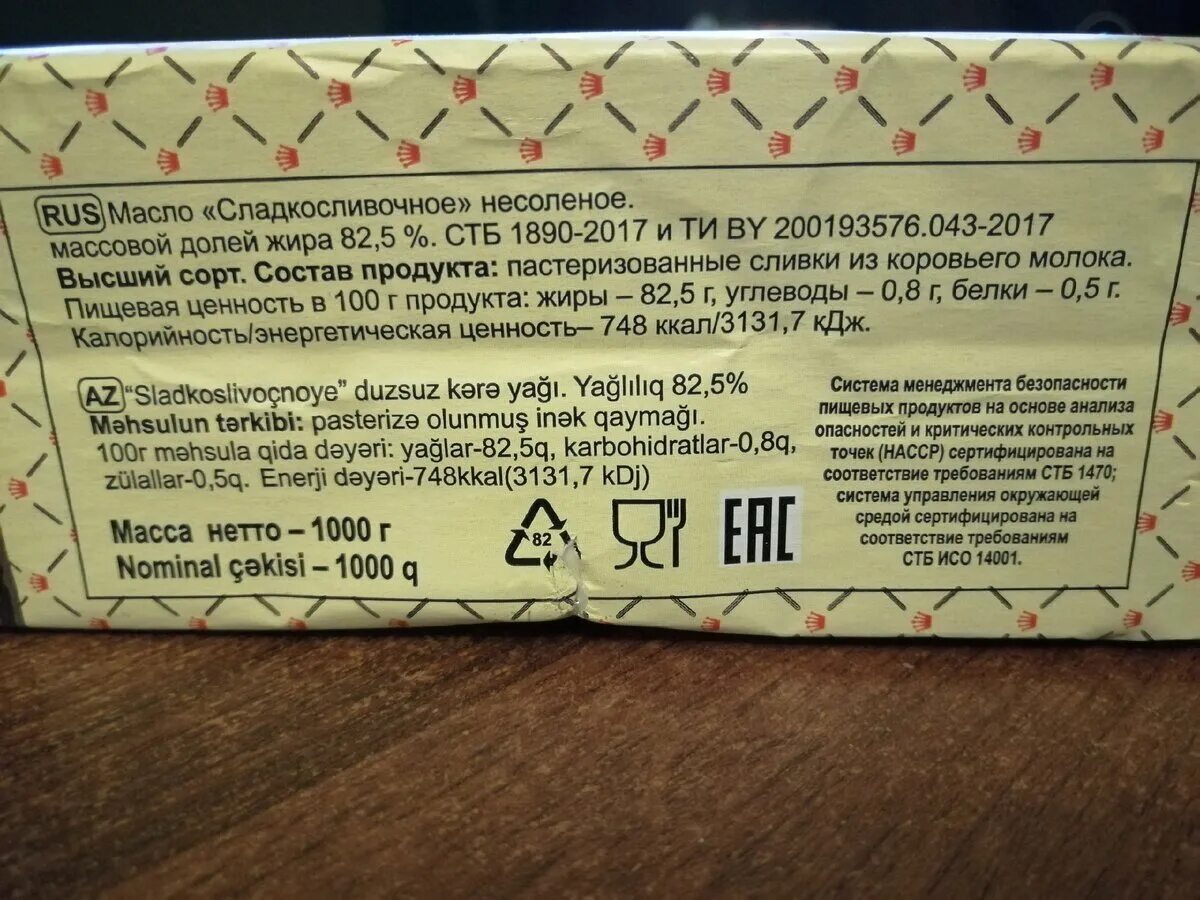 RUS Масло «Сладкосливочное» несоленое.
массовой долей жира 82,5 %. СТБ 1890-2017 и ТИ BY 200193576.043-2017
Высший сорт. Состав продукта: пастеризованные сливки из коровьего молока.
Пищевая ценность в 100 г продукта: жиры – 82,5 г, углеводы – 0,8 г, белки – 0,5 г.
Калорийность/энергетическая ценность– 748 ккал/3131,7 кДж.
AZ "Sladkoslivoçnoye" duzsuz kərə yağı. Yağlılıq 82,5%
Məhsulun tərkibi: pasterizə olunmuş inək qaymağı.
100г məhsula qida dəyəri: yağlar-82,5q, karbohidratlar-0,8q,
zülallar-0,5q. Enerji dəyəri-748kkal(3131,7 kDj)
Масса нетто – 1000 г
Nominal çəkisi – 1000 q
82
EAC
Система менеджмента безопасности
пищевых продуктов на основе анализа
опасностей и критических контрольных
точек (НАССР) сертифицирована на
соответствие требованиям СТБ 1470;
система управления окружающей
средой сертифицирована на
соответствие требованиям
СТБ ИСО 14001.